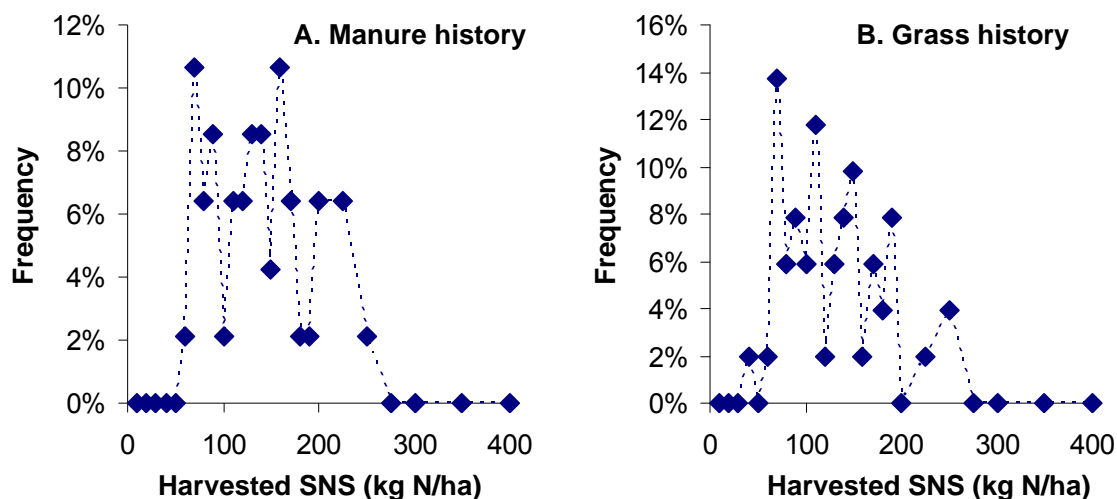 A. Manure history
12%
10%
8%
6%
4%
2%
0%
Frequency
0 100 200 300 400
Harvested SNS (kg N/ha)
B. Grass history
16%
14%
12%
10%
8%
6%
4%
2%
0%
Frequency
0 100 200 300 400
Harvested SNS (kg N/ha)